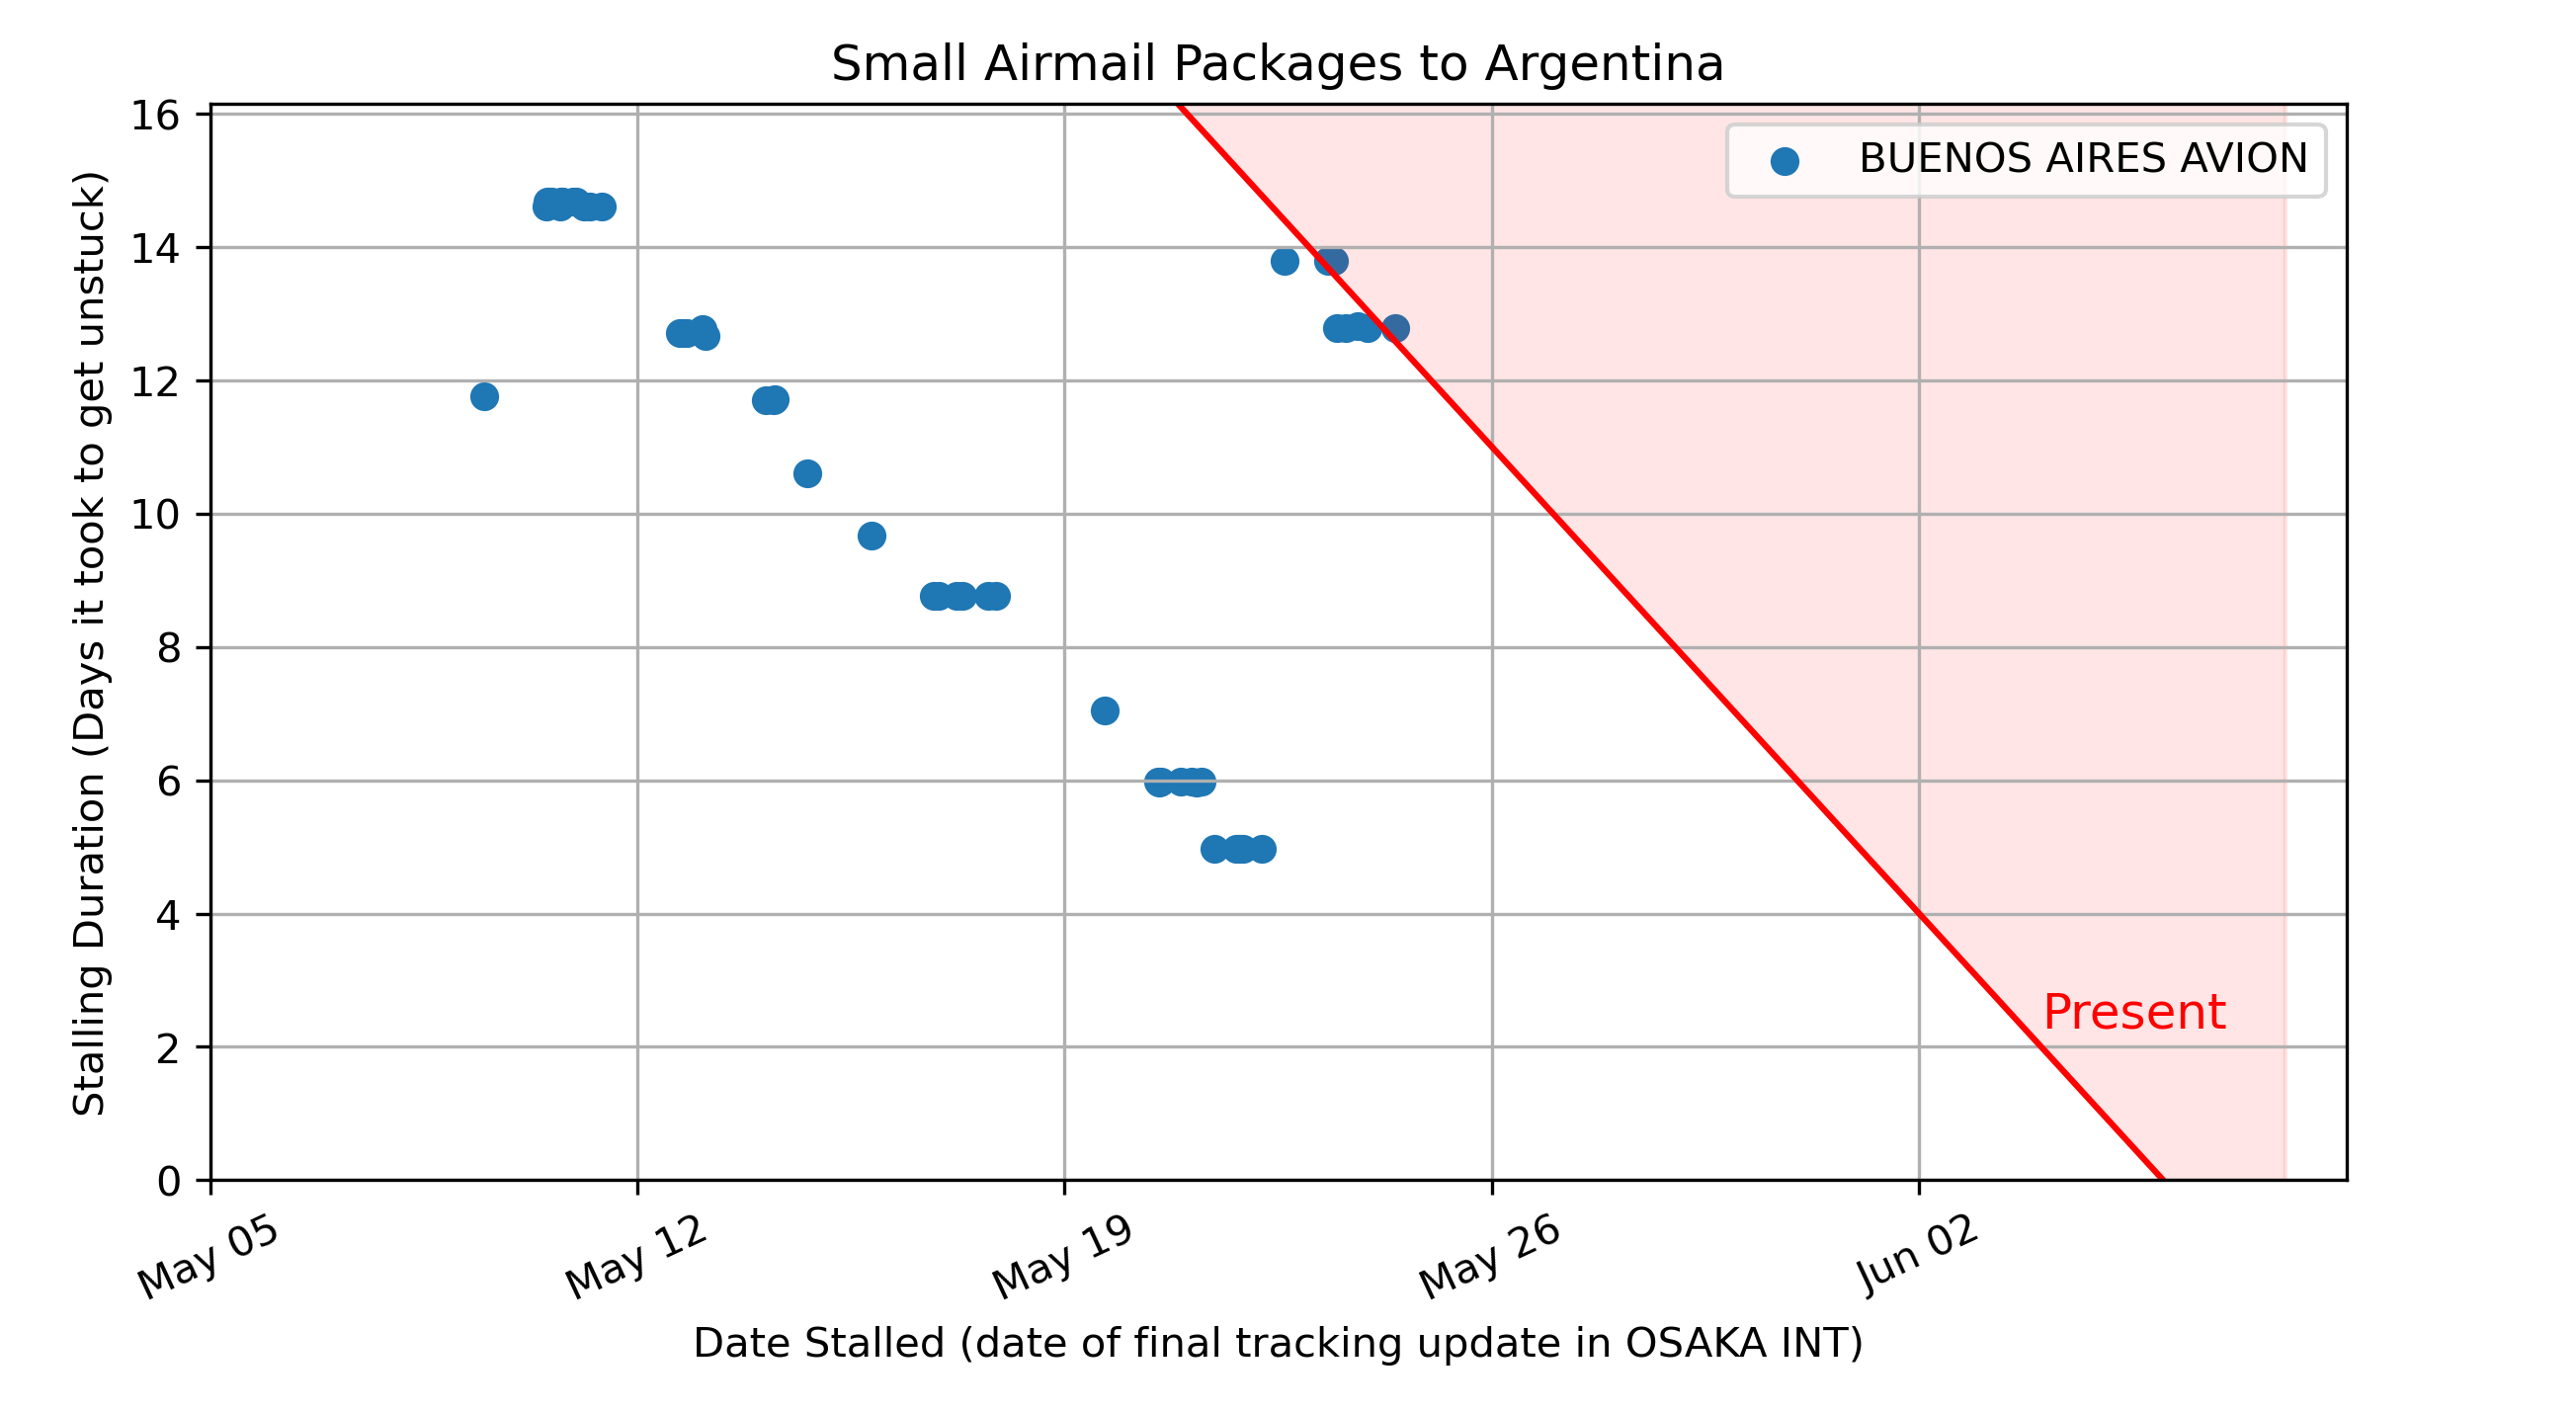 Small Airmail Packages to Argentina
BUENOS AIRES AVION
Stalling Duration (Days it took to get unstuck)
16
14
12
10
8
6
4
2
0
Present
May 05
May 12
May 19
May 26
Jun 02
Date Stalled (date of final tracking update in OSAKA INT)